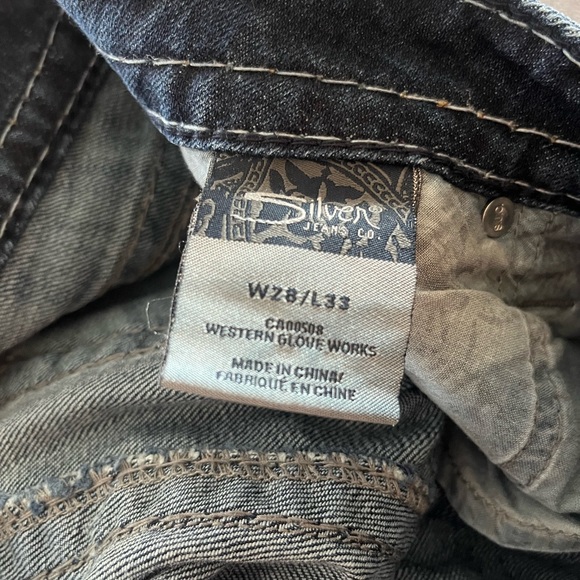 Silver
JEANS CO.
W28/L33
CA00508
WESTERN GLOVE WORKS
MADE IN CHINA/
FABRIQUÉ EN CHINE